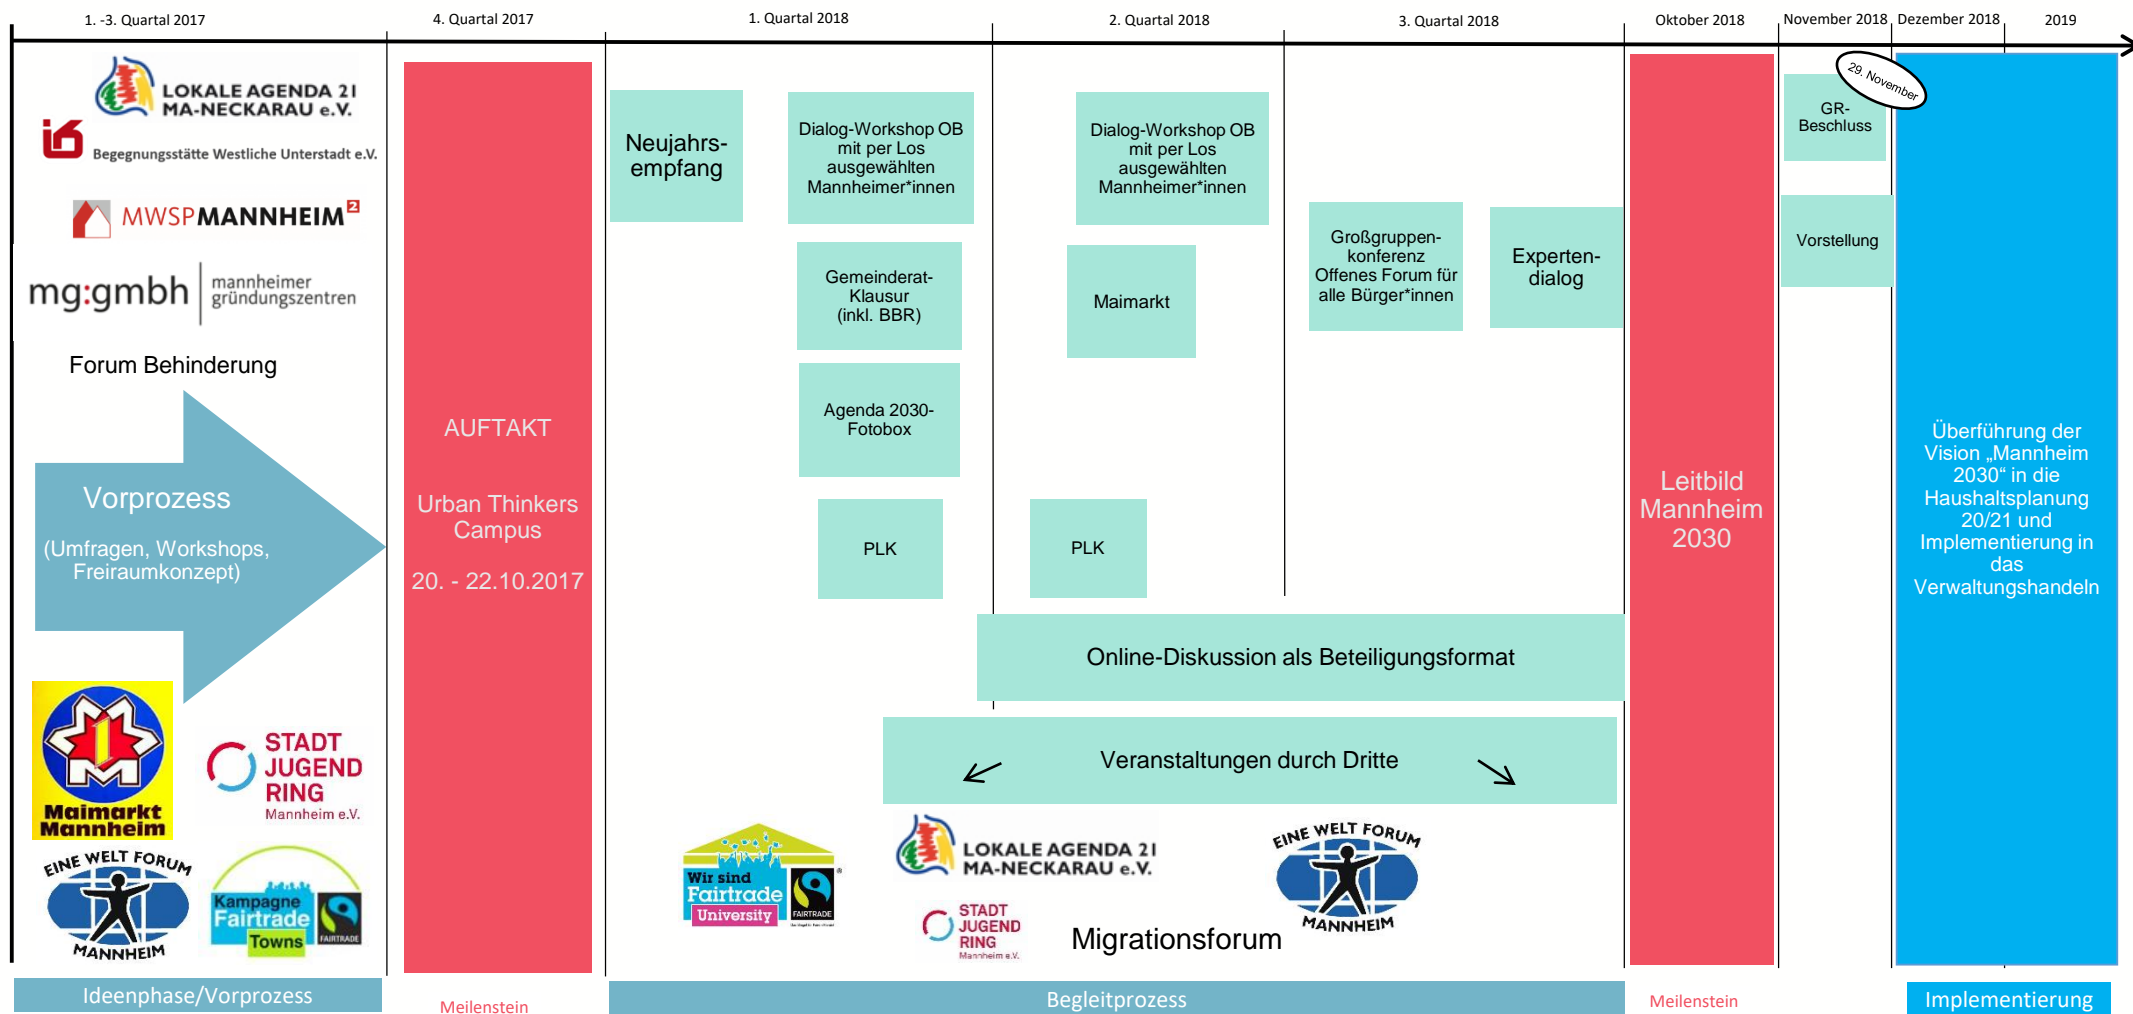 1. -3. Quartal 2017
4. Quartal 2017
1. Quartal 2018
2. Quartal 2018
3. Quartal 2018
Oktober 2018
November 2018
Dezember 2018
2019
LOKALE AGENDA 21
MA-NECKARAU e.V.
Begegnungsstätte Westliche Unterstadt e.V.
MWSPMANNHEIM2
mg:gmbh
mannheimer
gründungszentren
Forum Behinderung
Vorprozess
(Umfragen, Workshops,
Freiraumkonzept)
Maimarkt
Mannheim
STADT
JUGEND
RING
Mannheim e.V.
EINE WELT FORUM
MANNHEIM
Kampagne
Fairtrade
Towns
FAIRTRADE
AUFTAKT
Urban Thinkers
Campus
20. - 22.10.2017
Neujahrs-
empfang
Dialog-Workshop OB
mit per Los
ausgewählten
Mannheimer*innen
Gemeinderat-
Klausur
(inkl. BBR)
Agenda 2030-
Fotobox
PLK
Dialog-Workshop OB
mit per Los
ausgewählten
Mannheimer*innen
Maimarkt
PLK
Großgruppen-
konferenz
Offenes Forum für
alle Bürger*innen
Experten-
dialog
Online-Diskussion als Beteiligungsformat
Veranstaltungen durch Dritte
Wir sind
Fairtrade
University
FAIRTRADE
LOKALE AGENDA 21
MA-NECKARAU e.V.
STADT
JUGEND
RING
Mannheim e.V.
Migrationsforum
EINE WELT FORUM
MANNHEIM
Leitbild
Mannheim
2030
29. November
GR-
Beschluss
Vorstellung
Überführung der
Vision „Mannheim
2030“ in die
Haushaltsplanung
20/21 und
Implementierung in
das
Verwaltungshandeln
Ideenphase/Vorprozess
Meilenstein
Begleitprozess
Meilenstein
Implementierung